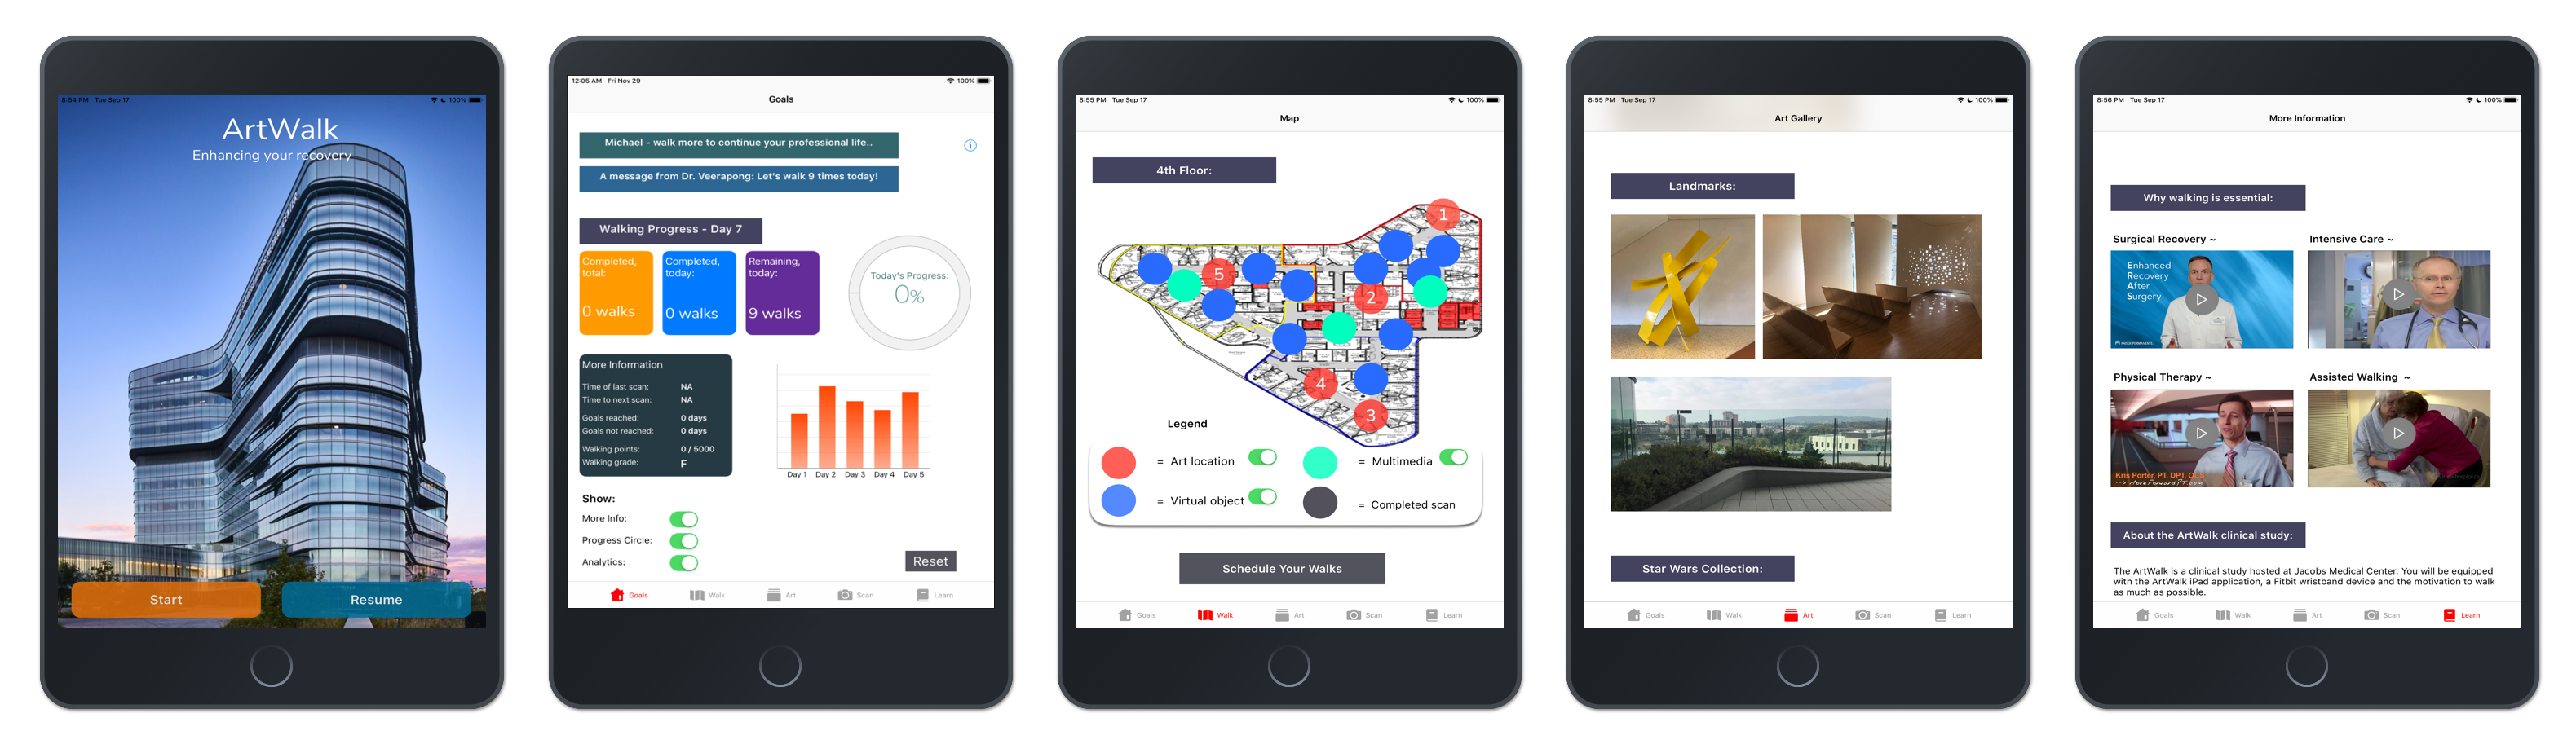 8:54 PM Tue Sep 17
100%
ArtWalk
Enhancing your recovery
Start
Resume
12:05 AM Fri Nov 29
100%
Goals
Michael - walk more to continue your professional life..
A message from Dr. Veerapong: Let's walk 9 times today!
Walking Progress - Day 7
Completed, total:
0 walks
Completed, today:
0 walks
Remaining, today:
9 walks
Today's Progress:
0%
More Information
Time of last scan: NA
Time to next scan: NA
Goals reached: 0 days
Goals not reached: 0 days
Walking points: 0 / 5000
Walking grade: F
Day 1 Day 2 Day 3 Day 4 Day 5
Show:
More Info:
Progress Circle:
Analytics:
Reset
Goals Walk Art Scan Learn
8:55 PM Tue Sep 17
100%
Map
4th Floor:
1
5
2
4
3
Legend
= Art location
= Multimedia
= Virtual object
= Completed scan
Schedule Your Walks
Goals Walk Art Scan Learn
8:55 PM Tue Sep 17
100%
Art Gallery
Landmarks:
Star Wars Collection:
Goals Walk Art Scan Learn
8:56 PM Tue Sep 17
100%
More Information
Why walking is essential:
Surgical Recovery ~
Intensive Care ~
Enhanced
Recovery
After
Surgery
Physical Therapy ~
Assisted Walking ~
Kris Porter, PT, DPT,
About the ArtWalk clinical study:
The ArtWalk is a clinical study hosted at Jacobs Medical Center. You will be equipped
with the ArtWalk iPad application, a Fitbit wristband device and the motivation to walk
as much as possible.
Goals Walk Art Scan Learn